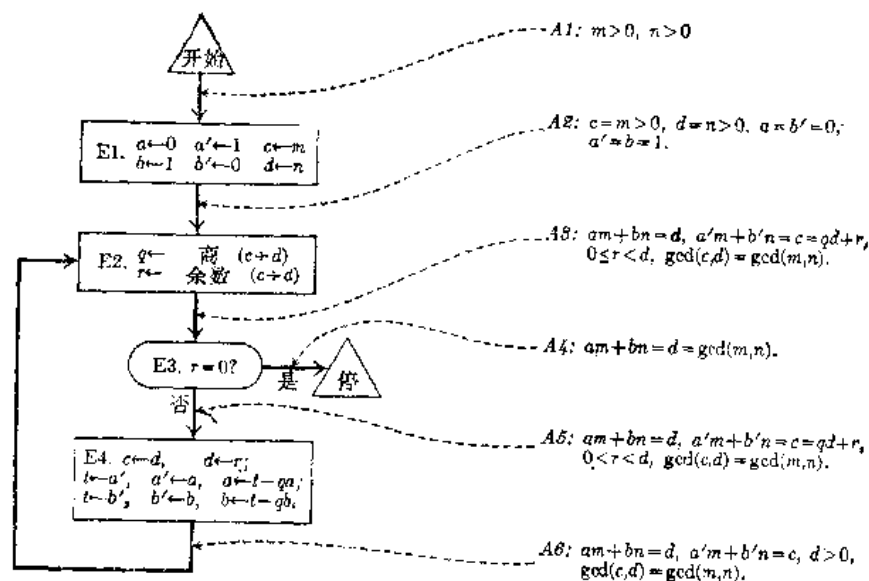 开始
A1: m>0, n>0
E1. a←0 a′←1 c←m
b←1 b′←0 d←n
A2: c=m>0, d=n>0, a=b′=0,
a′=b=1.
E2. q← 商 (c÷d)
r← 余数 (c÷d)
A3: am+bn=d, a′m+b′n=c=qd+r,
0≤r<d, gcd(c,d)=gcd(m,n).
E3. r=0?
是
停
A4: am+bn=d=gcd(m,n).
否
A5: am+bn=d, a′m+b′n=c=qd+r,
0<r<d, gcd(c,d)=gcd(m,n).
E4. c←d, d←r;
t←a′, a′←a, a←t−qa;
t←b′, b′←b, b←t−qb.
A6: am+bn=d, a′m+b′n=c, d>0,
gcd(c,d)=gcd(m,n).